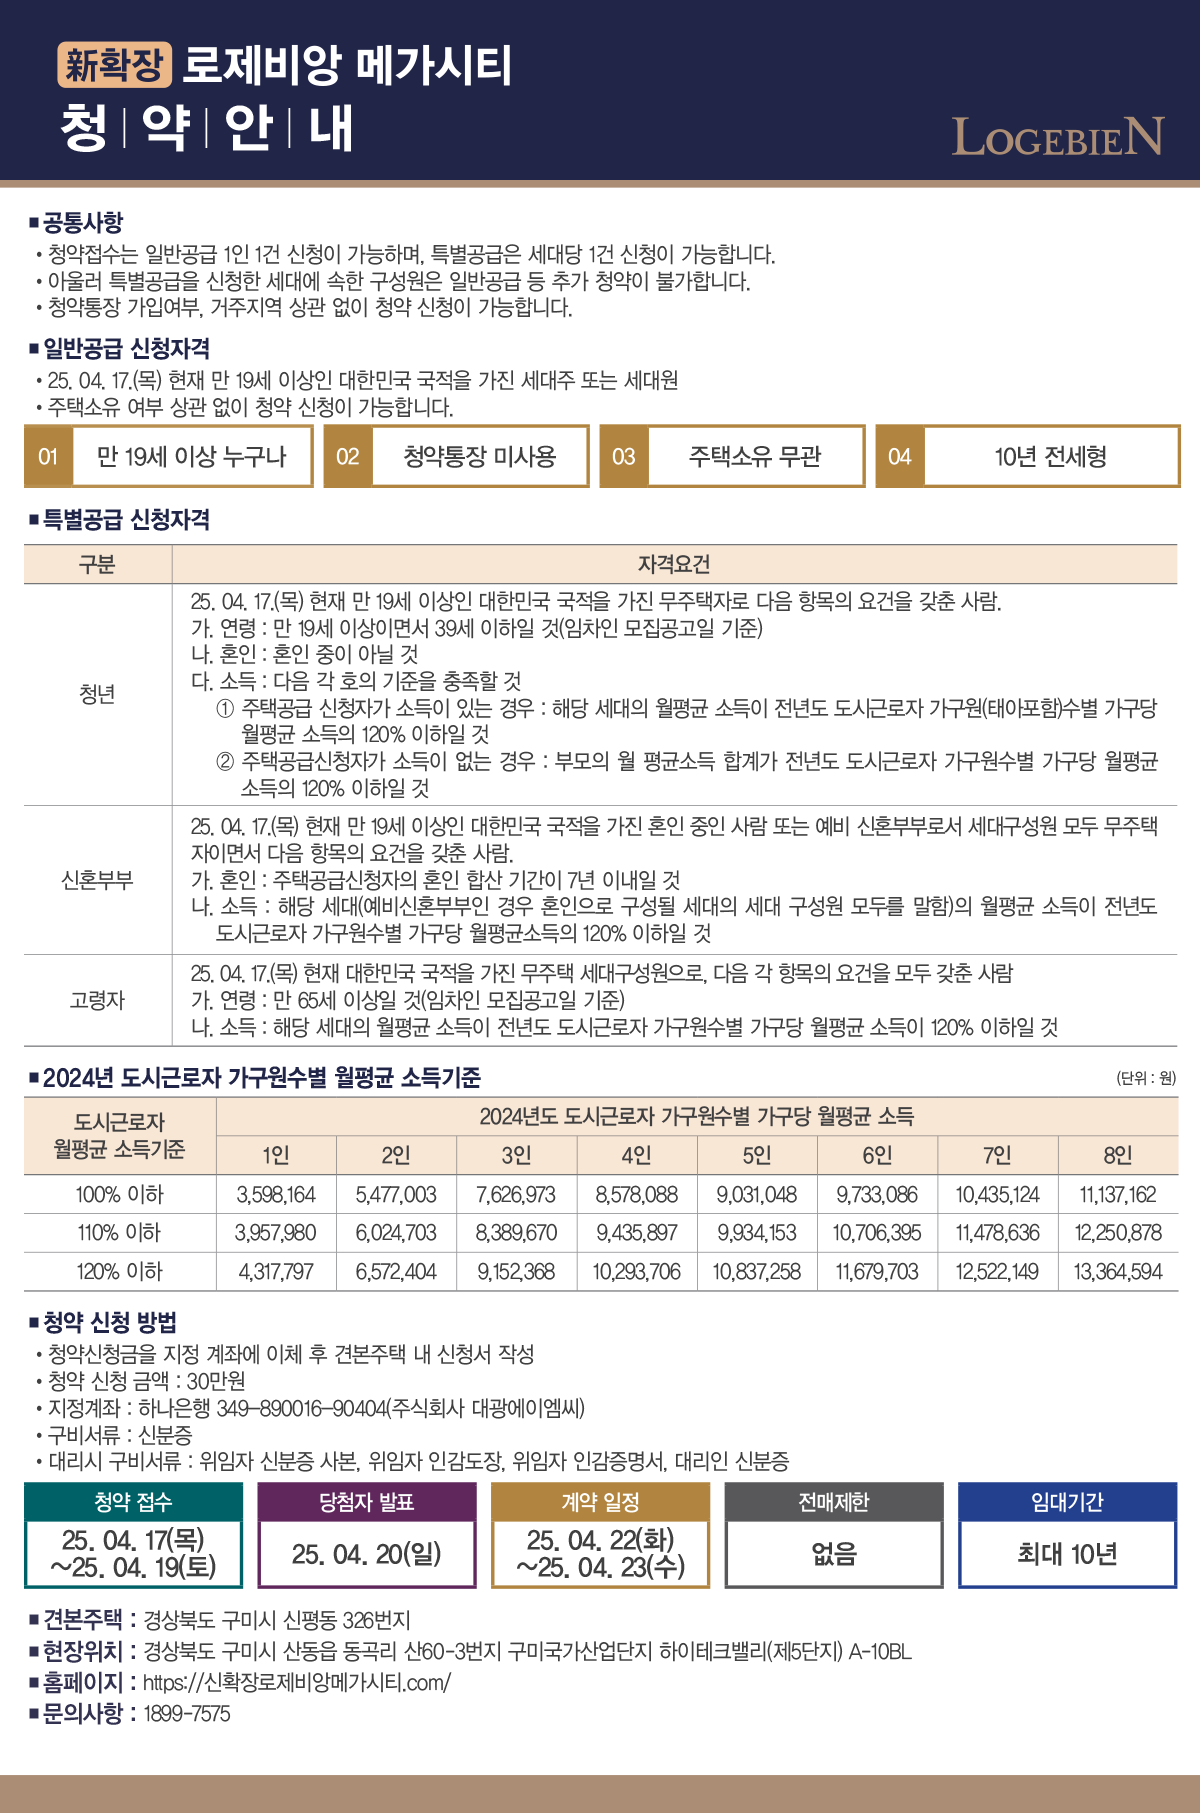 新확장 로제비앙 메가시티
청|약|안|내
LOGEBIEN
■ 공통사항
• 청약접수는 일반공급 1인 1건 신청이 가능하며, 특별공급은 세대당 1건 신청이 가능합니다.
• 아울러 특별공급을 신청한 세대에 속한 구성원은 일반공급 등 추가 청약이 불가합니다.
• 청약통장 가입여부, 거주지역 상관 없이 청약 신청이 가능합니다.
■ 일반공급 신청자격
• 25. 04. 17.(목) 현재 만 19세 이상인 대한민국 국적을 가진 세대주 또는 세대원
• 주택소유 여부 상관 없이 청약 신청이 가능합니다.
01 만 19세 이상 누구나 02 청약통장 미사용 03 주택소유 무관 04 10년 전세형
■ 특별공급 신청자격
구분 자격요건
청년
25. 04. 17.(목) 현재 만 19세 이상인 대한민국 국적을 가진 무주택자로 다음 항목의 요건을 갖춘 사람.
가. 연령 : 만 19세 이상이면서 39세 이하일 것(임차인 모집공고일 기준)
나. 혼인 : 혼인 중이 아닐 것
다. 소득 : 다음 각 호의 기준을 충족할 것
① 주택공급 신청자가 소득이 있는 경우 : 해당 세대의 월평균 소득이 전년도 도시근로자 가구원(태아포함)수별 가구당
월평균 소득의 120% 이하일 것
② 주택공급신청자가 소득이 없는 경우 : 부모의 월 평균소득 합계가 전년도 도시근로자 가구원수별 가구당 월평균
소득의 120% 이하일 것
신혼부부
25. 04. 17.(목) 현재 만 19세 이상인 대한민국 국적을 가진 혼인 중인 사람 또는 예비 신혼부부로서 세대구성원 모두 무주택
자이면서 다음 항목의 요건을 갖춘 사람.
가. 혼인 : 주택공급신청자의 혼인 합산 기간이 7년 이내일 것
나. 소득 : 해당 세대(예비신혼부부인 경우 혼인으로 구성될 세대의 세대 구성원 모두를 말함)의 월평균 소득이 전년도
도시근로자 가구원수별 가구당 월평균소득의 120% 이하일 것
고령자
25. 04. 17.(목) 현재 대한민국 국적을 가진 무주택 세대구성원으로, 다음 각 항목의 요건을 모두 갖춘 사람
가. 연령 : 만 65세 이상일 것(임차인 모집공고일 기준)
나. 소득 : 해당 세대의 월평균 소득이 전년도 도시근로자 가구원수별 가구당 월평균 소득이 120% 이하일 것
■ 2024년 도시근로자 가구원수별 월평균 소득기준 (단위 : 원)
도시근로자
월평균 소득기준
2024년도 도시근로자 가구원수별 가구당 월평균 소득
1인 2인 3인 4인 5인 6인 7인 8인
100% 이하 3,598,164 5,477,003 7,626,973 8,578,088 9,031,048 9,733,086 10,435,124 11,137,162
110% 이하 3,957,980 6,024,703 8,389,670 9,435,897 9,934,153 10,706,395 11,478,636 12,250,878
120% 이하 4,317,797 6,572,404 9,152,368 10,293,706 10,837,258 11,679,703 12,522,149 13,364,594
■ 청약 신청 방법
• 청약신청금을 지정 계좌에 이체 후 견본주택 내 신청서 작성
• 청약 신청 금액 : 30만원
• 지정계좌 : 하나은행 349–890016–90404(주식회사 대광에이엠씨)
• 구비서류 : 신분증
• 대리시 구비서류 : 위임자 신분증 사본, 위임자 인감도장, 위임자 인감증명서, 대리인 신분증
청약 접수 당첨자 발표 계약 일정 전매제한 임대기간
25. 04. 17(목)
~25. 04. 19(토)
25. 04. 20(일)
25. 04. 22(화)
~25. 04. 23(수)
없음
최대 10년
■ 견본주택 : 경상북도 구미시 신평동 326번지
■ 현장위치 : 경상북도 구미시 산동읍 동곡리 산60-3번지 구미국가산업단지 하이테크밸리(제5단지) A-10BL
■ 홈페이지 : https://신확장로제비앙메가시티.com/
■ 문의사항 : 1899-7575